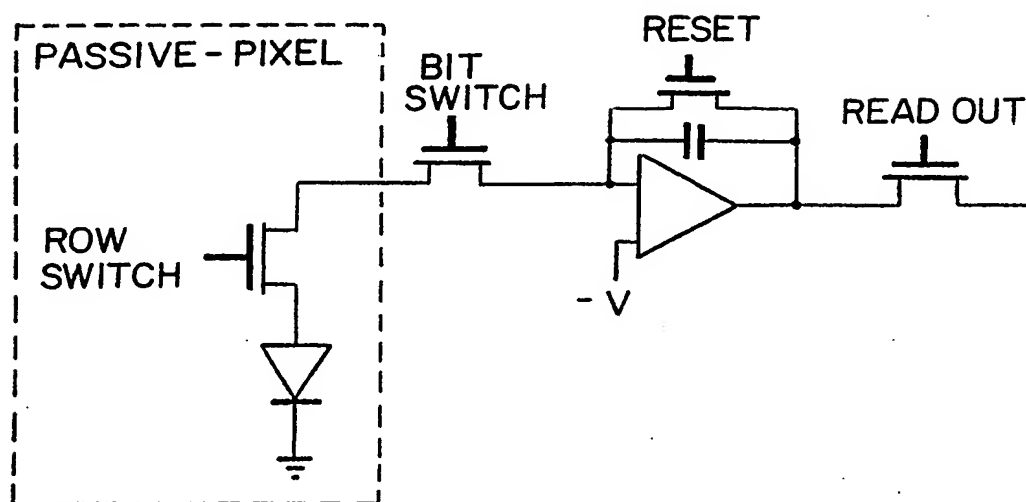 PASSIVE-PIXEL
BIT
SWITCH
RESET
READ OUT
ROW
SWITCH
- V